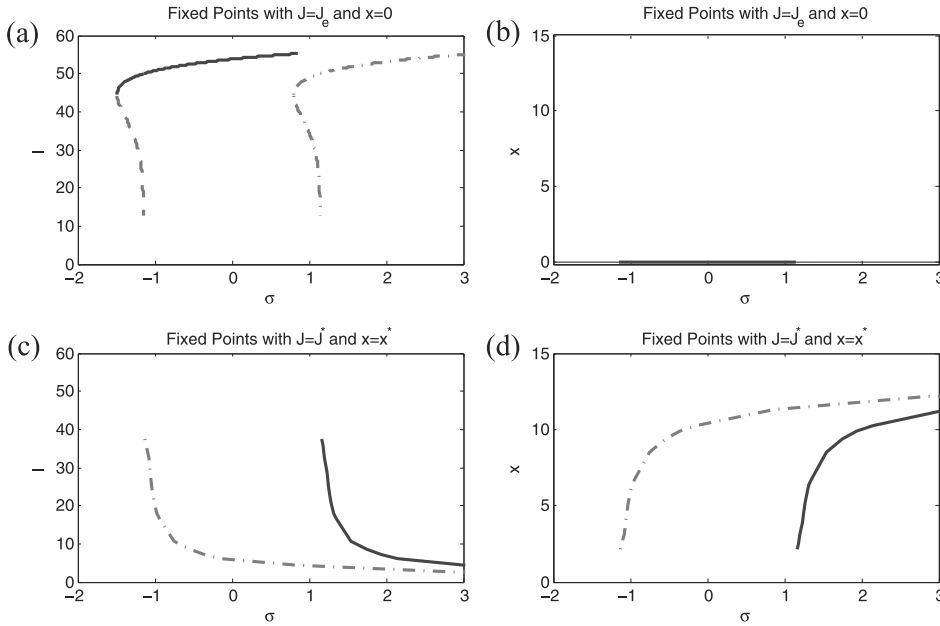 (a)
Fixed Points with J=J_e and x=0
60
50
40
30
20
10
0
I
−2
−1
0
1
2
3
σ
(b)
Fixed Points with J=J_e and x=0
15
10
5
0
x
−2
−1
0
1
2
3
σ
(c)
Fixed Points with J=J* and x=x*
60
50
40
30
20
10
0
I
−2
−1
0
1
2
3
σ
(d)
Fixed Points with J=J* and x=x*
15
10
5
0
x
−2
−1
0
1
2
3
σ